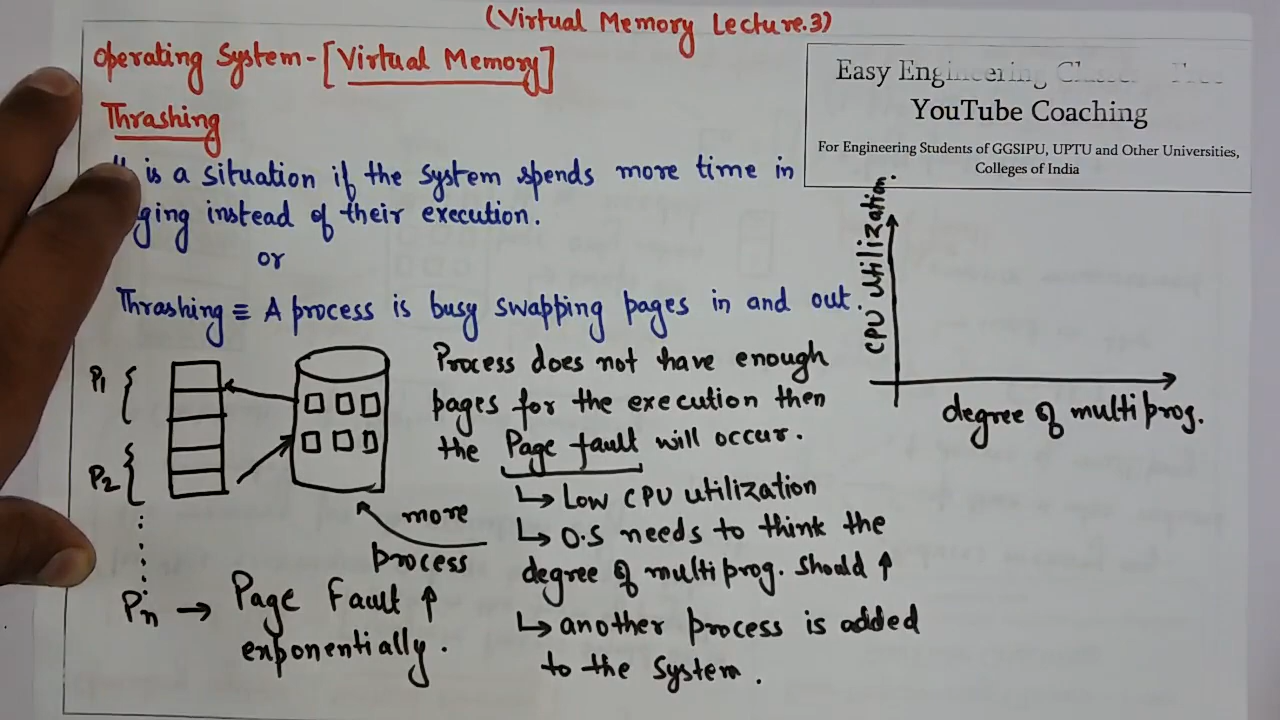 (Virtual Memory Lecture.3)
Operating System-[Virtual Memory]
Easy Engineering Classes – Free
YouTube Coaching
For Engineering Students of GGSIPU, UPTU and Other Universities,
Colleges of India
Thrashing
is a situation if the system spends more time in
ging instead of their execution.
or
Thrashing ≡ A process is busy swapping pages in and out.
P1
P2
Process does not have enough
pages for the execution then
the Page fault will occur.
↳ Low CPU utilization
↳ O.S needs to think the
degree of multiprog. should ↑
↳ another process is added
to the system.
more
process
Pn → Page Fault ↑
exponentially.
CPU utilization.
degree of multiprog.